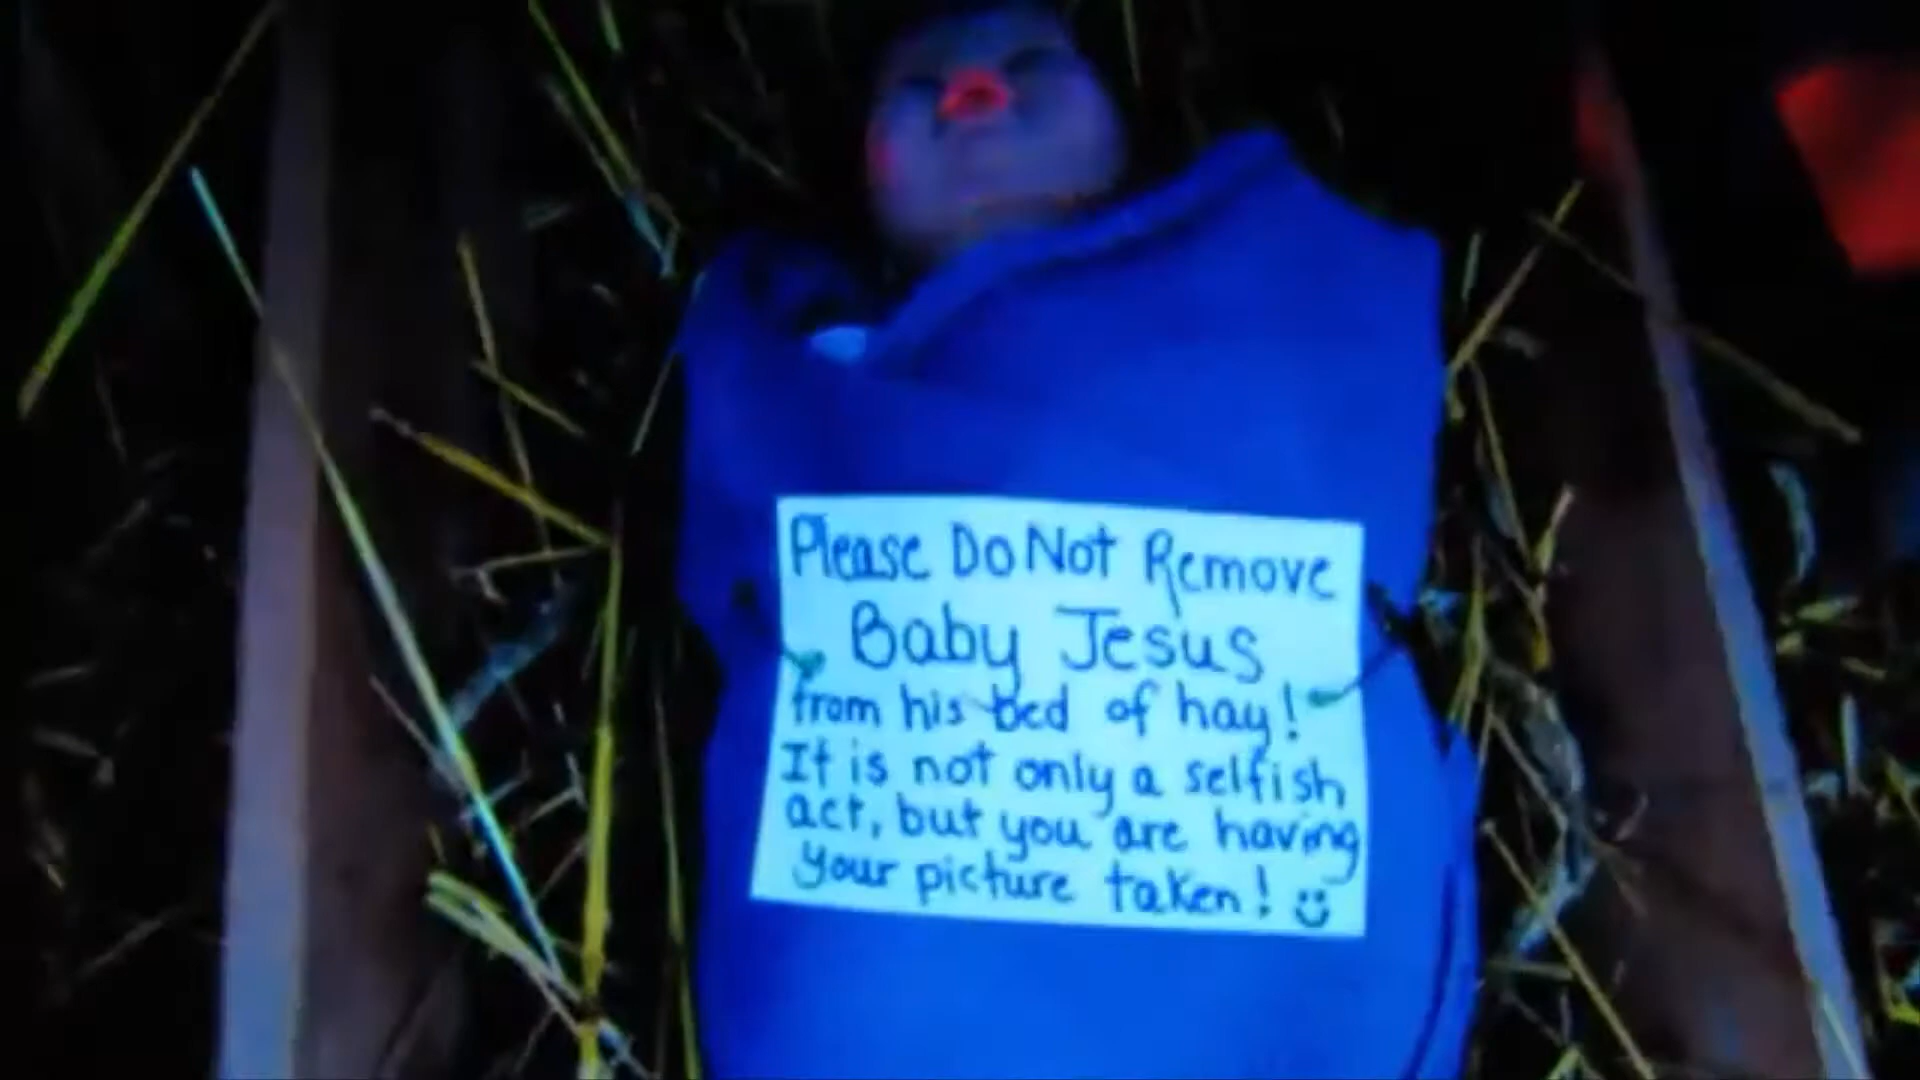 Please Do Not Remove
Baby Jesus
from his bed of hay!
It is not only a selfish
act, but you are having
your picture taken!